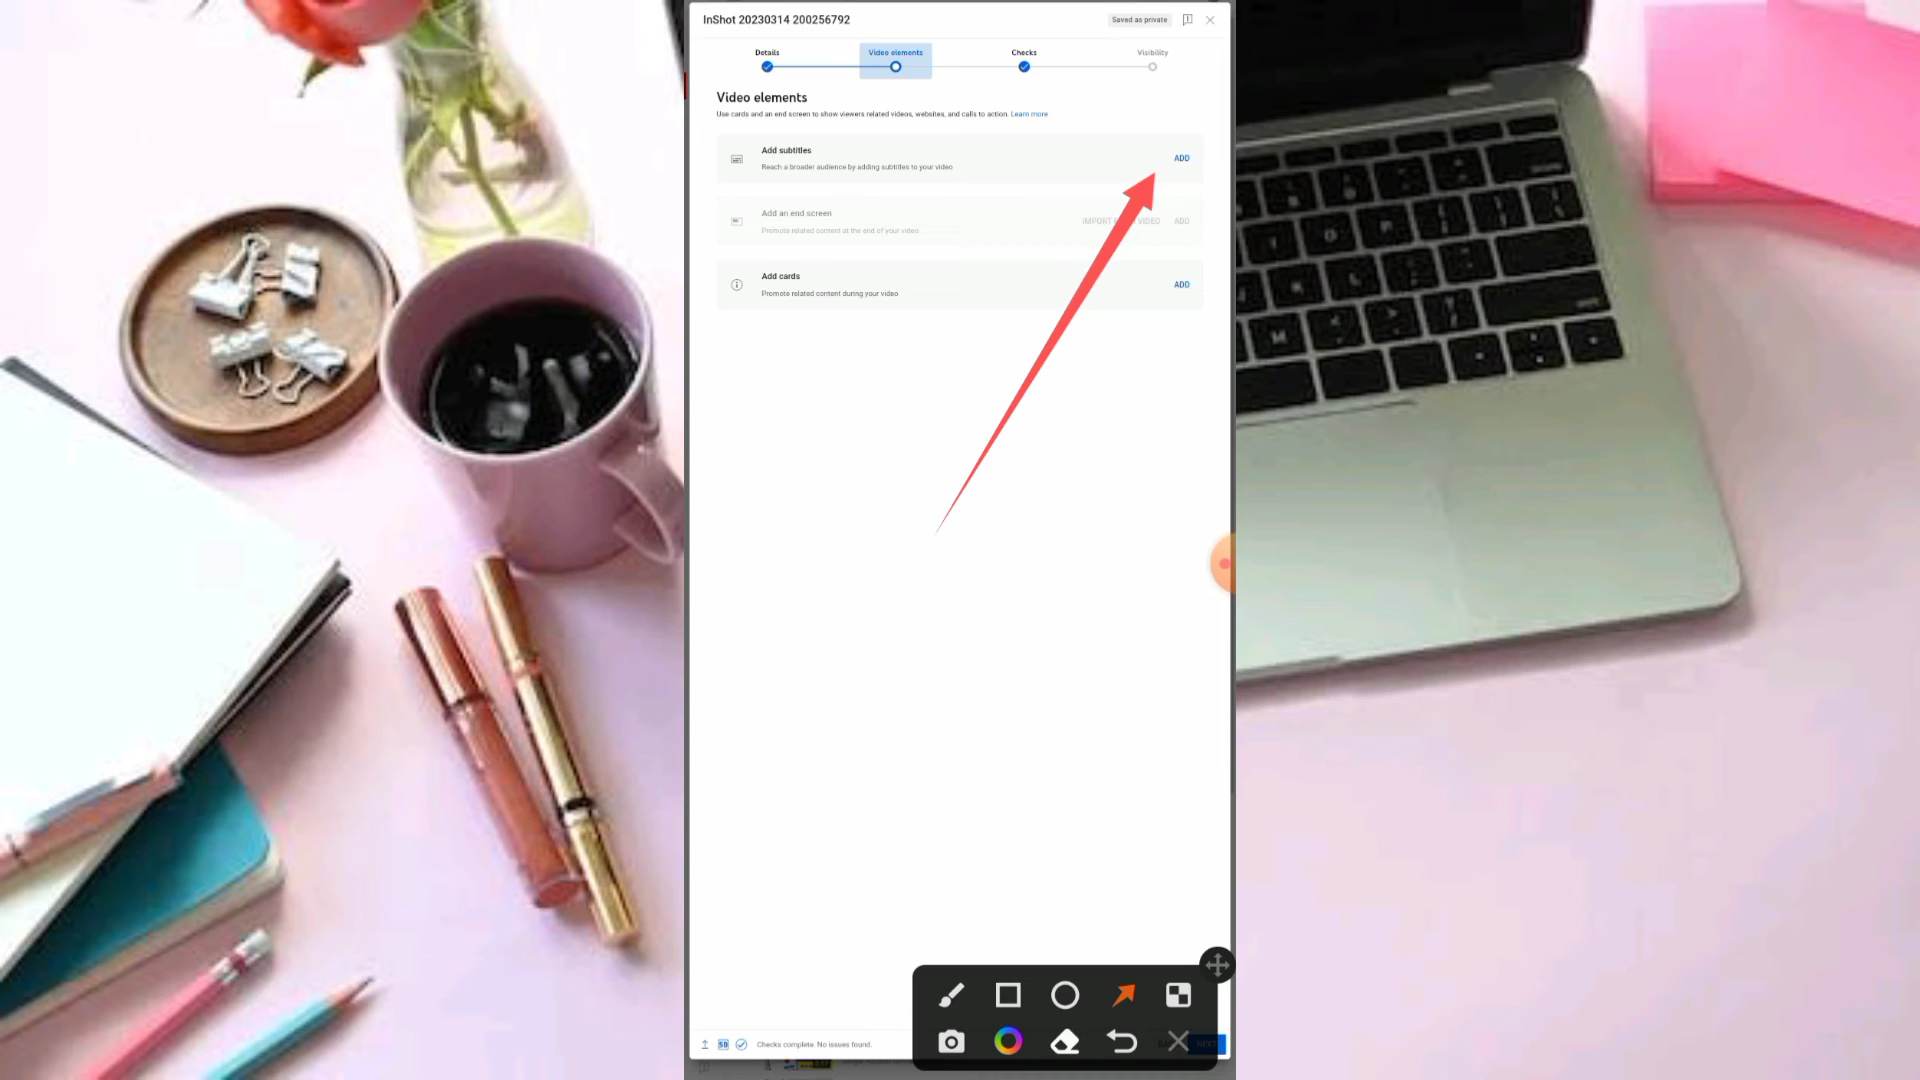 InShot 20230314 200256792
Saved as private
Details
Video elements
Checks
Visibility
Video elements
Use cards and an end screen to show viewers related videos, websites, and calls to action. Learn more
Add subtitles
Reach a broader audience by adding subtitles to your video
ADD
Add an end screen
Promote related content at the end of your video
IMPORT VIDEO
ADD
Add cards
Promote related content during your video
ADD
SD
Checks complete. No issues found.
NEXT